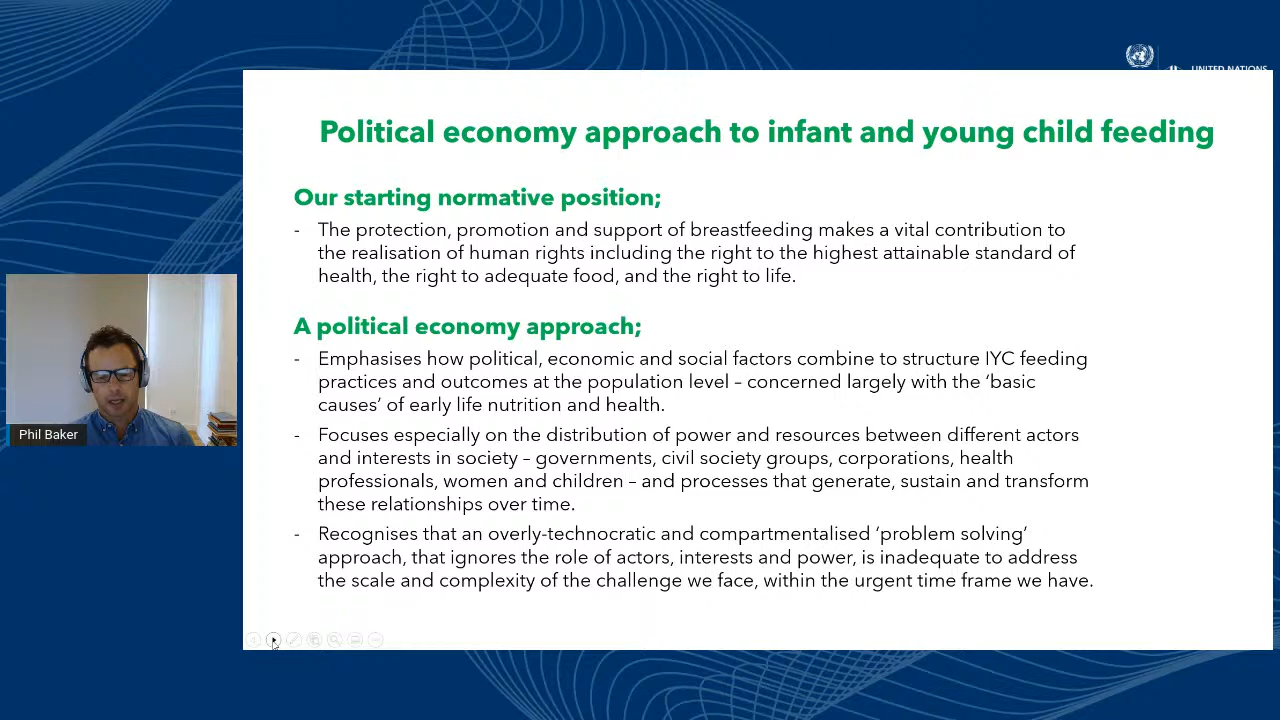 UNITED NATIONS
Political economy approach to infant and young child feeding
Our starting normative position;
- The protection, promotion and support of breastfeeding makes a vital contribution to
the realisation of human rights including the right to the highest attainable standard of
health, the right to adequate food, and the right to life.
A political economy approach;
- Emphasises how political, economic and social factors combine to structure IYC feeding
practices and outcomes at the population level – concerned largely with the ‘basic
causes’ of early life nutrition and health.
- Focuses especially on the distribution of power and resources between different actors
and interests in society – governments, civil society groups, corporations, health
professionals, women and children – and processes that generate, sustain and transform
these relationships over time.
- Recognises that an overly-technocratic and compartmentalised ‘problem solving’
approach, that ignores the role of actors, interests and power, is inadequate to address
the scale and complexity of the challenge we face, within the urgent time frame we have.
Phil Baker